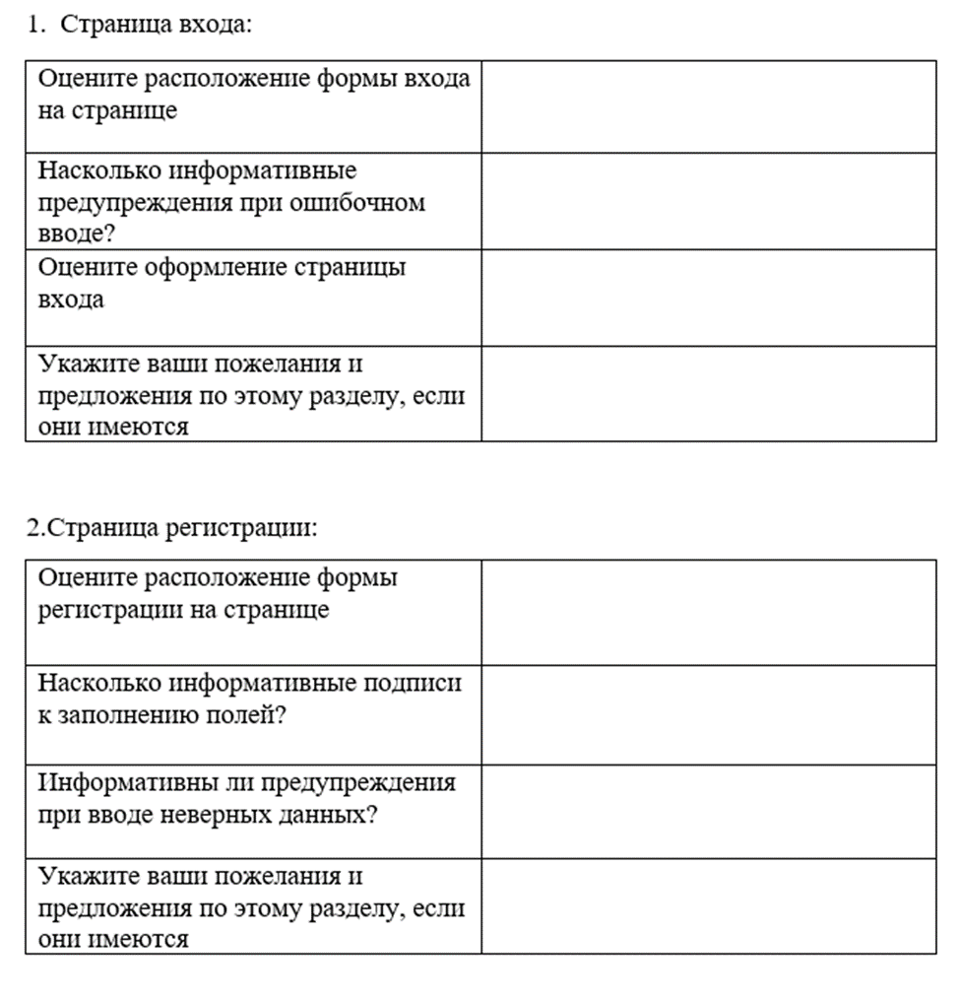 1. Страница входа:
Оцените расположение формы входа
на странице
Насколько информативные
предупреждения при ошибочном
вводе?
Оцените оформление страницы
входа
Укажите ваши пожелания и
предложения по этому разделу, если
они имеются
2.Страница регистрации:
Оцените расположение формы
регистрации на странице
Насколько информативные подписи
к заполнению полей?
Информативны ли предупреждения
при вводе неверных данных?
Укажите ваши пожелания и
предложения по этому разделу, если
они имеются